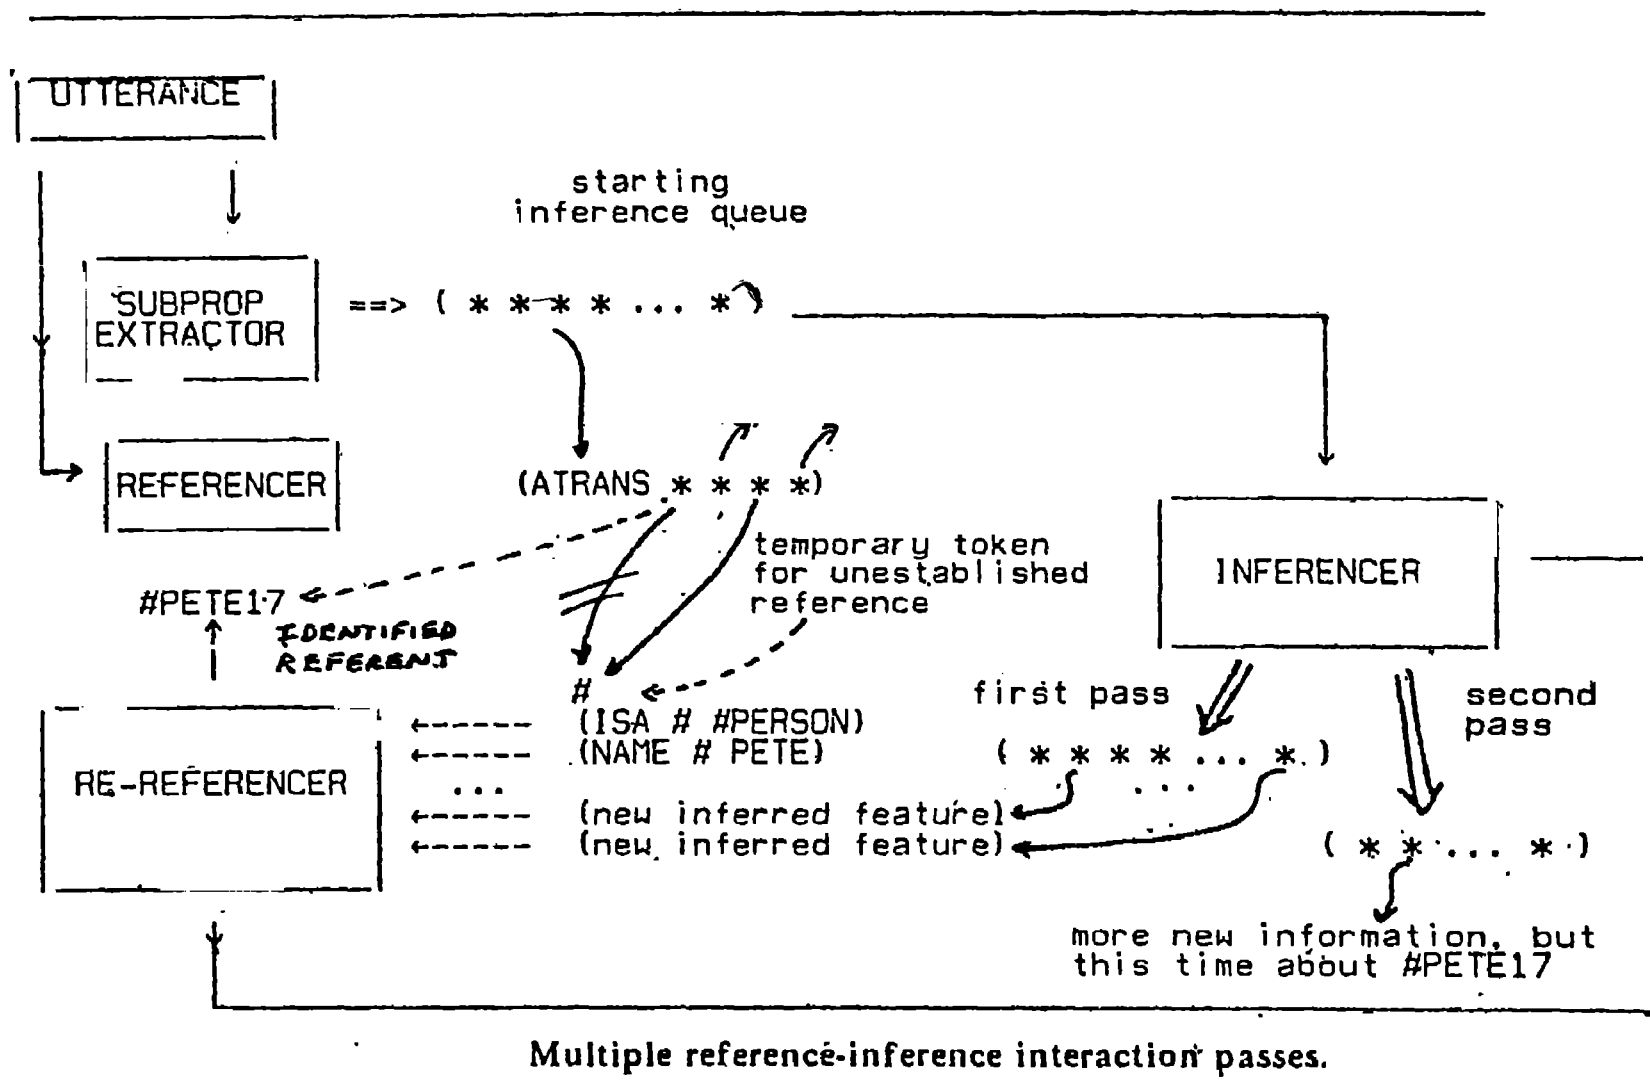 UTTERANCE
starting
inference queue
SUBPROP
EXTRACTOR
==> ( * * * * ... * )
REFERENCER
(ATRANS * * * *)
temporary token
for unestablished
reference
INFERENCER
#PETE17
IDENTIFIED
REFERENT
#
(ISA # #PERSON)
(NAME # PETE)
...
(new inferred feature)
(new inferred feature)
RE-REFERENCER
first pass
( * * * * ... * )
...
second
pass
( * * ... * )
more new information, but
this time about #PETE17
Multiple reference-inference interaction passes.